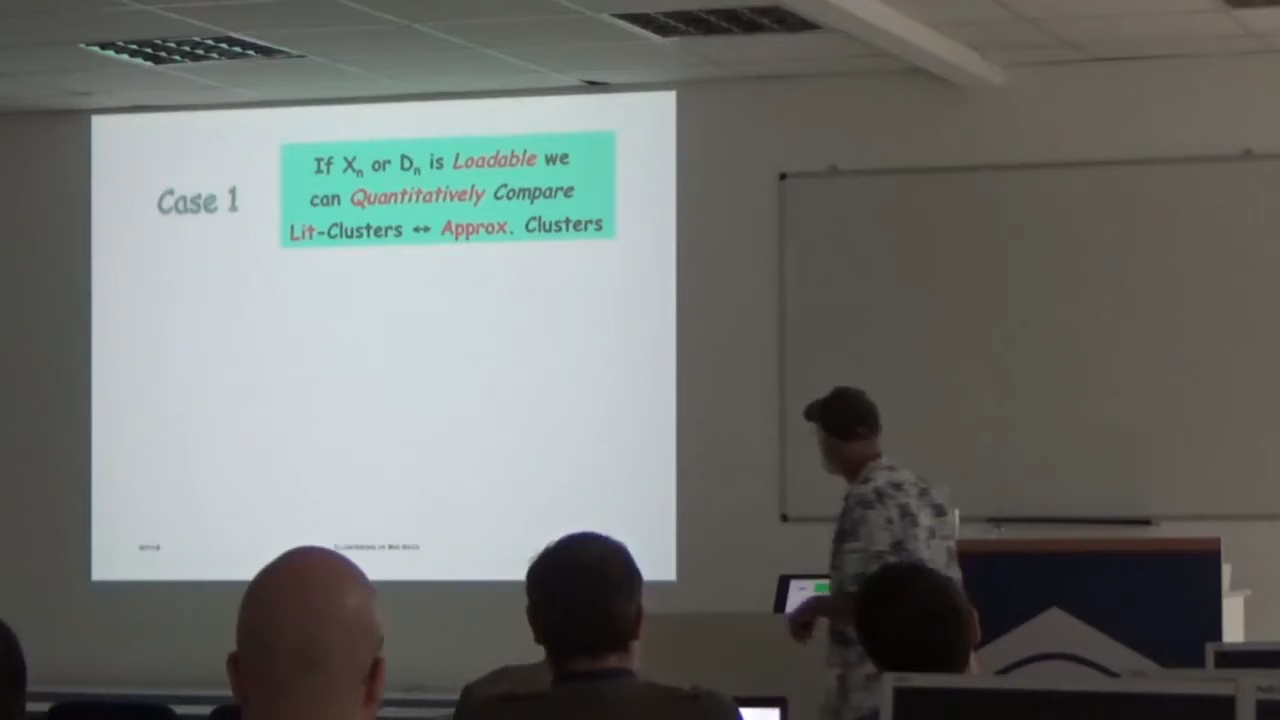 Case 1
If Xn or Dn is Loadable we
can Quantitatively Compare
Lit-Clusters ↔ Approx. Clusters